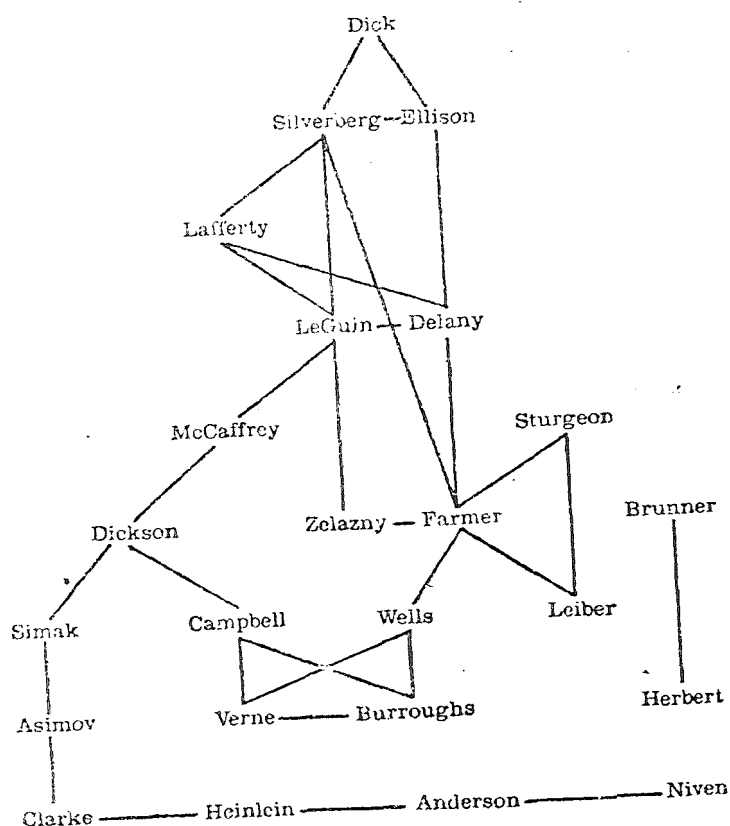 Dick
Silverberg Ellison
Lafferty
LeGuin Delany
Sturgeon
McCaffrey
Brunner
Zelazny Farmer
Dickson
Leiber
Campbell Wells
Simak
Herbert
Verne Burroughs
Asimov
Niven
Clarke Heinlein Anderson